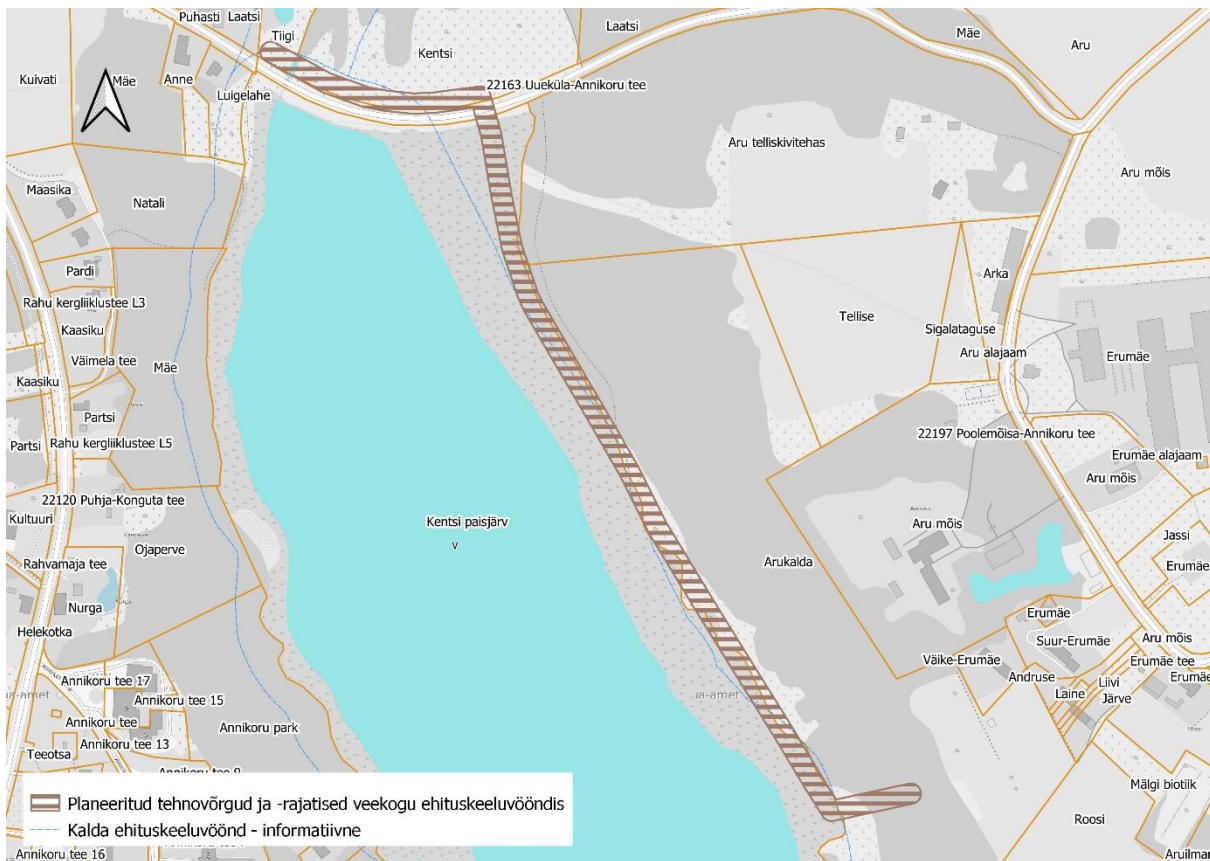 Puhasti
Laatsi
Tiigi
Kentsi
Laatsi
Mäe
Aru
Kuivati
Mäe
Anne
Luigelahe
22163 Uueküla-Annikoru tee
Aru telliskivitehas
Aru mõis
Maasika
Natali
Pardi
Rahu kergliiklustee L3
Kaasiku
Väimela tee
Kaasiku
Mäe
Arka
Tellise
Sigalataguse
Aru alajaam
Erumäe
Partsi
Partsi
Rahu kergliiklustee L5
22197 Poolemõisa-Annikoru tee
Erumäe alajaam
Aru mõis
22120 Puhja-Konguta tee
Kultuuri
Ojaperve
Kentsi paisjärv
V
Aru mõis
Jassi
Rahvamaja tee
Arukalda
Erumäe
Nurga
Helekotka
Erumäe
Suur-Erumäe
Aru mõis
Väike-Erumäe
Erumäe tee
Annikoru tee 17
Andruse
Liivi
Erumäe
Laine
Järve
Annikoru tee 15
Annikoru tee
Annikoru park
Annikoru tee 13
Teeotsa
Annikoru tee 9
Mälgi biotiik
Roosi
Planeeritud tehnovõrgud ja -rajatised veekogu ehituskeeluvööndis
Kalda ehituskeeluvöönd - informatiivne
Annikoru tee 16
Aruilmar